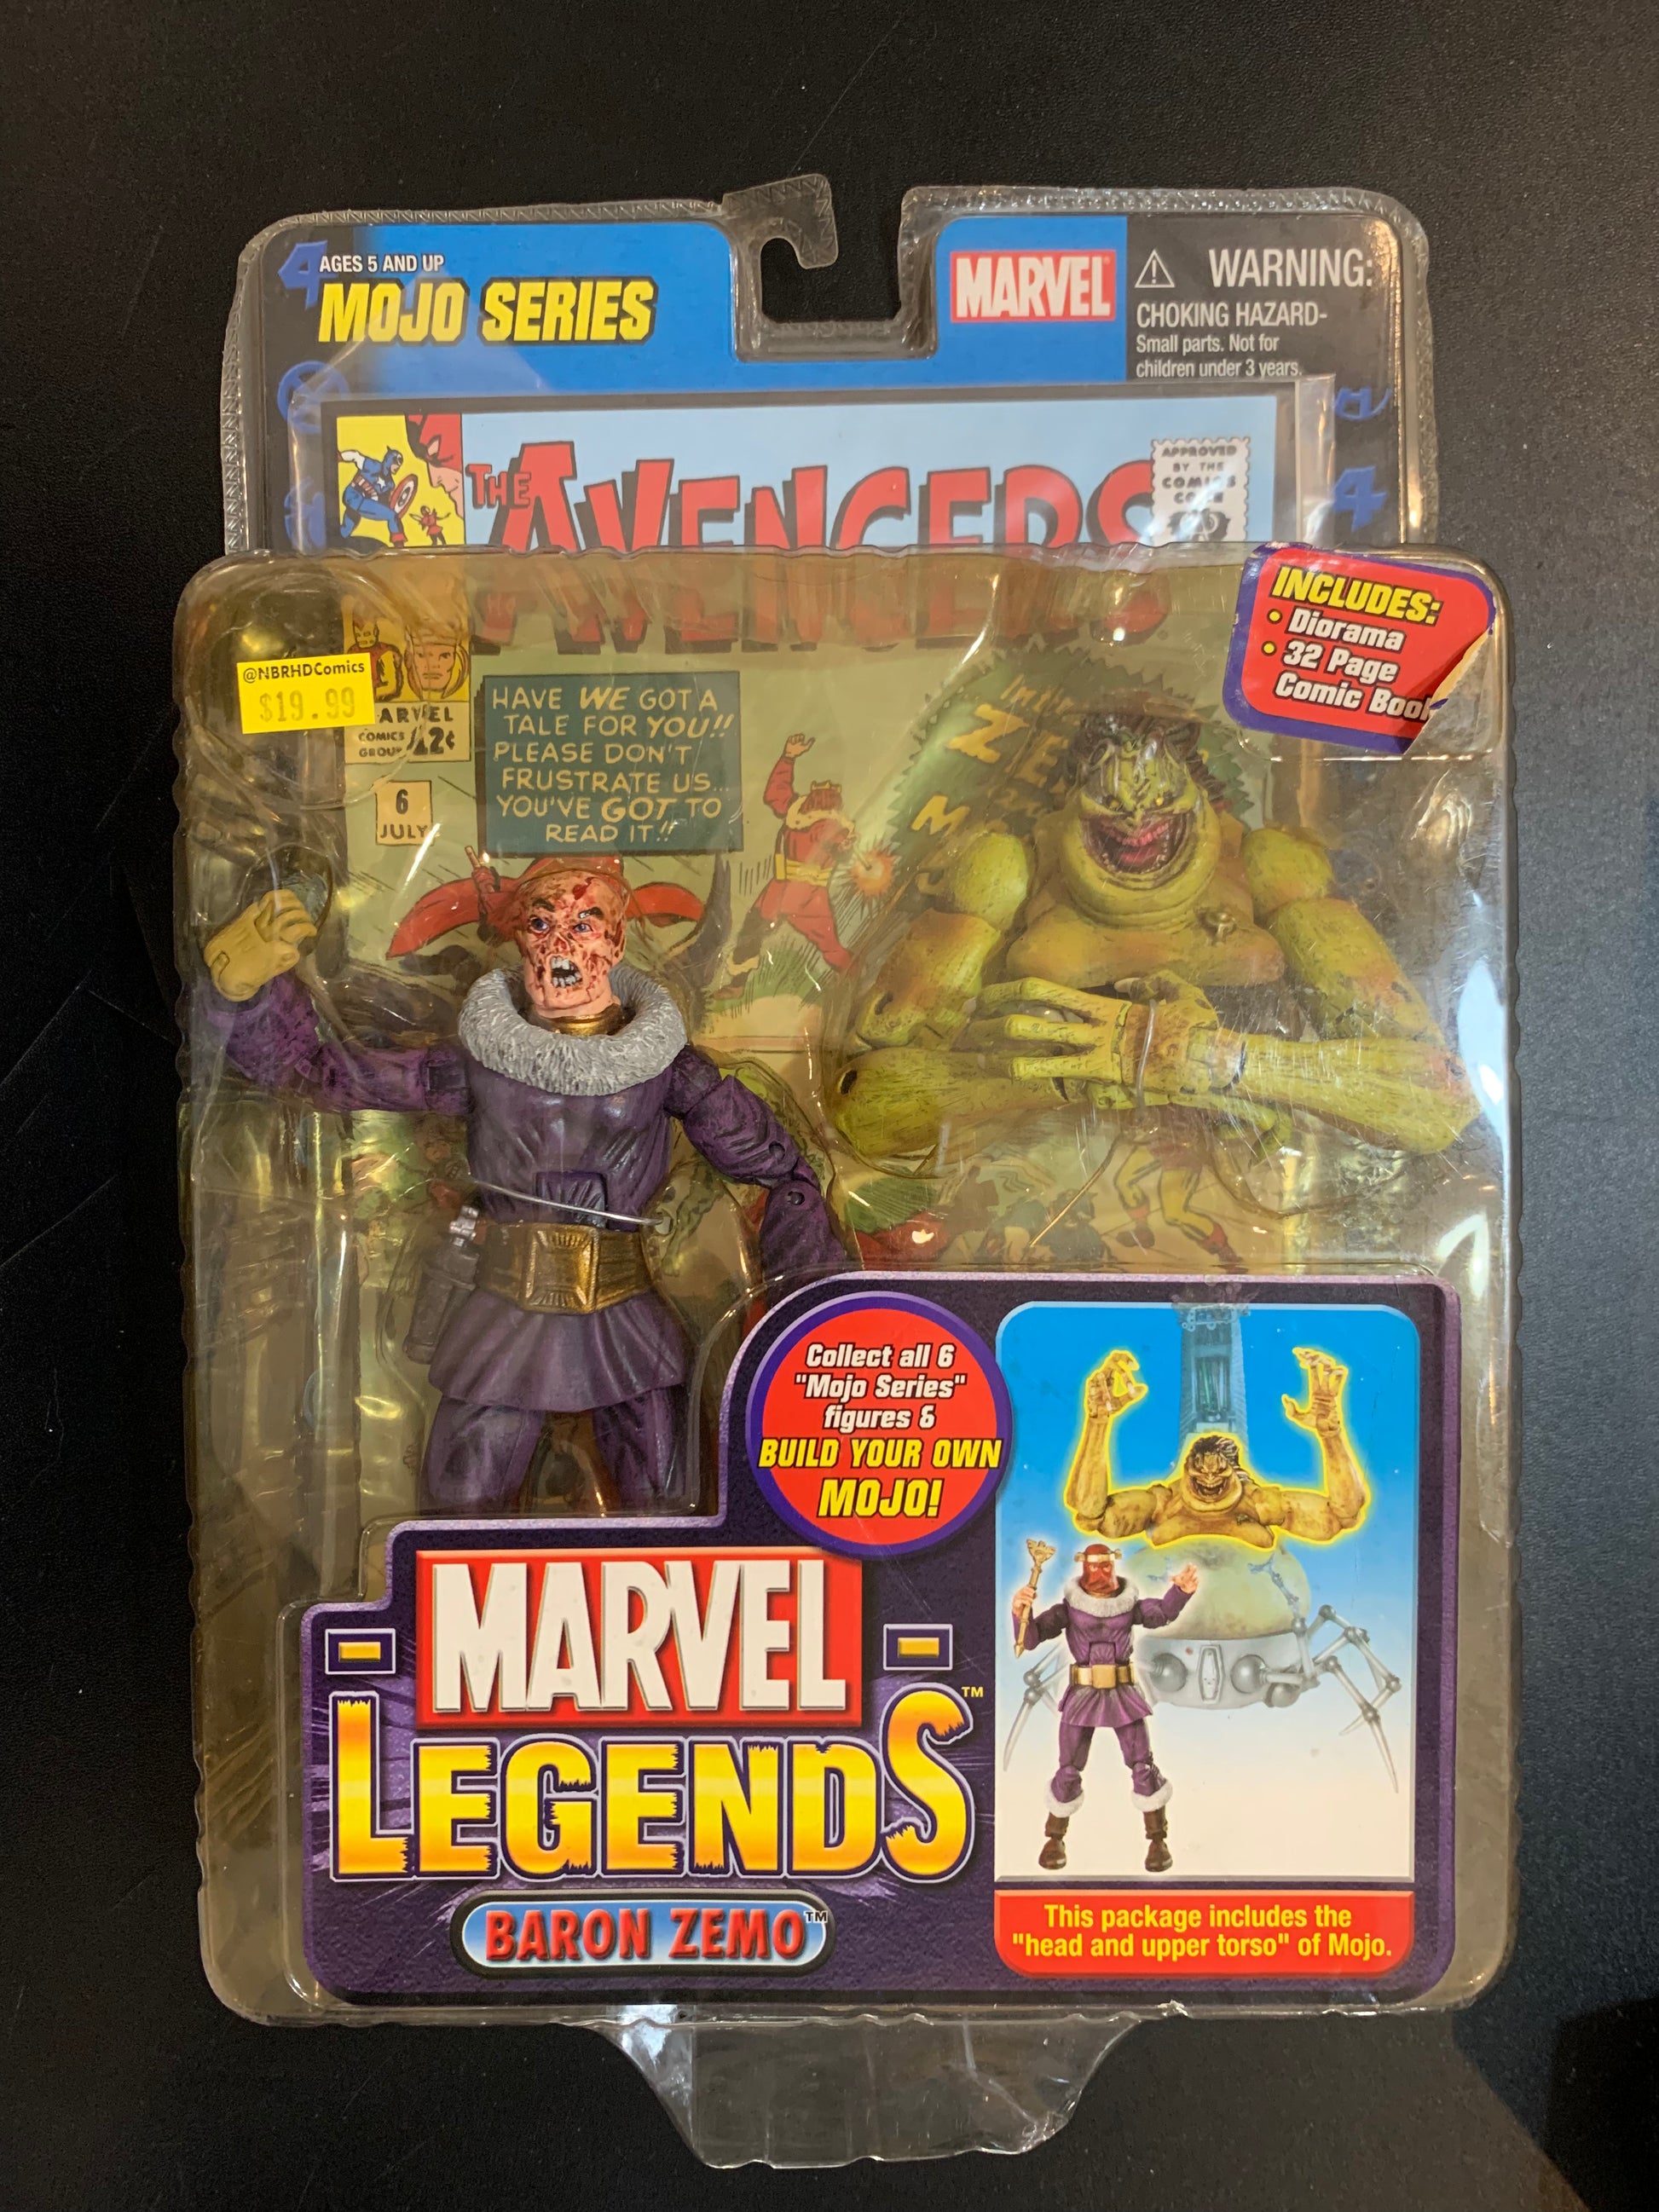 AGES 5 AND UP
MOJO SERIES
MARVEL
WARNING:
CHOKING HAZARD-
Small parts. Not for
children under 3 years.
THE AVENGERS
APPROVED
BY THE
COMICS
CODE
INCLUDES:
• Diorama
• 32 Page
Comic Book
@NBRHDComics
$19.99
MARVEL
COMICS
GROUP
12¢
6
JULY
HAVE WE GOT A
TALE FOR YOU!!
PLEASE DON'T
FRUSTRATE US...
YOU'VE GOT TO
READ IT!!
Collect all 6
"Mojo Series"
figures &
BUILD YOUR OWN
MOJO!
MARVEL
LEGENDS™
BARON ZEMO™
This package includes the
"head and upper torso" of Mojo.